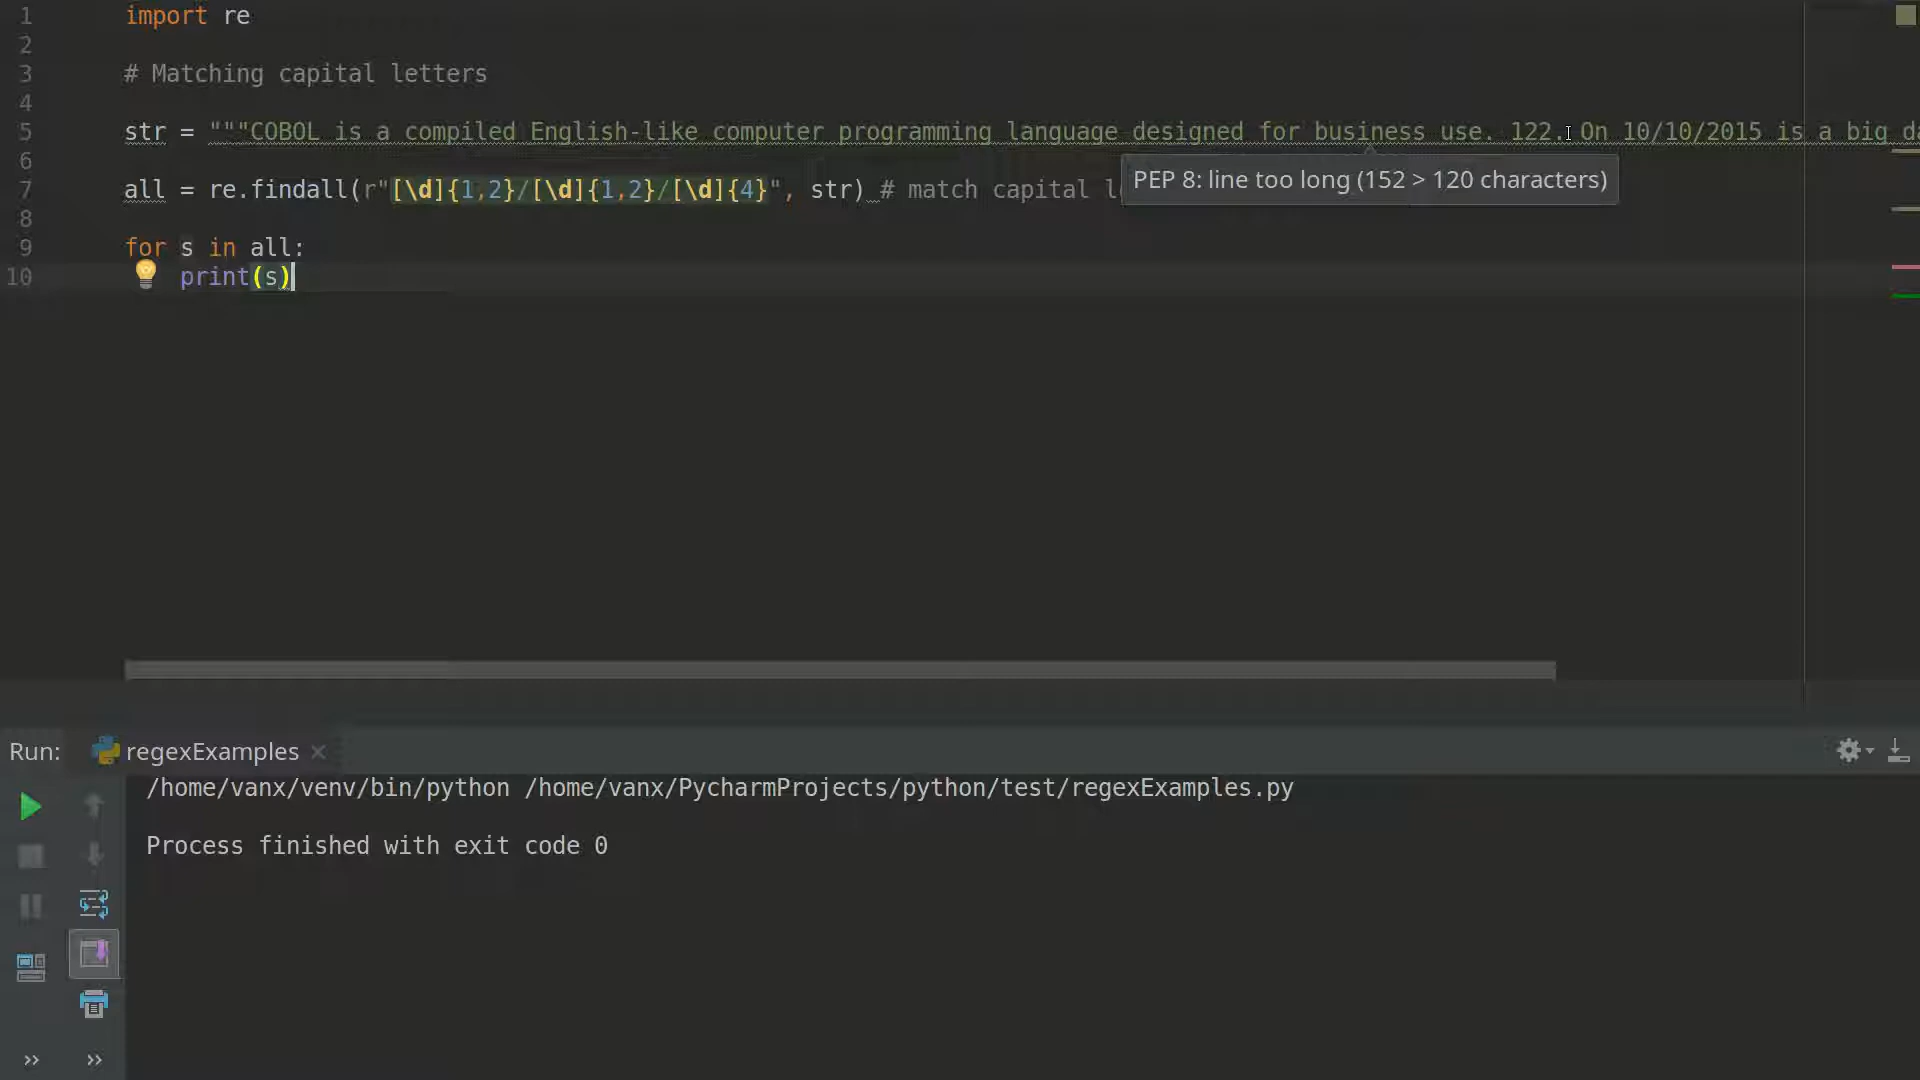 1 import re
2
3 # Matching capital letters
4
5 str = """COBOL is a compiled English-like computer programming language designed for business use. 122. On 10/10/2015 is a big da
6
PEP 8: line too long (152 > 120 characters)
7 all = re.findall(r"[\d]{1,2}/[\d]{1,2}/[\d]{4}", str) # match capital
8
9 for s in all:
10 print(s)
Run: regexExamples
/home/vanx/venv/bin/python /home/vanx/PycharmProjects/python/test/regexExamples.py
Process finished with exit code 0